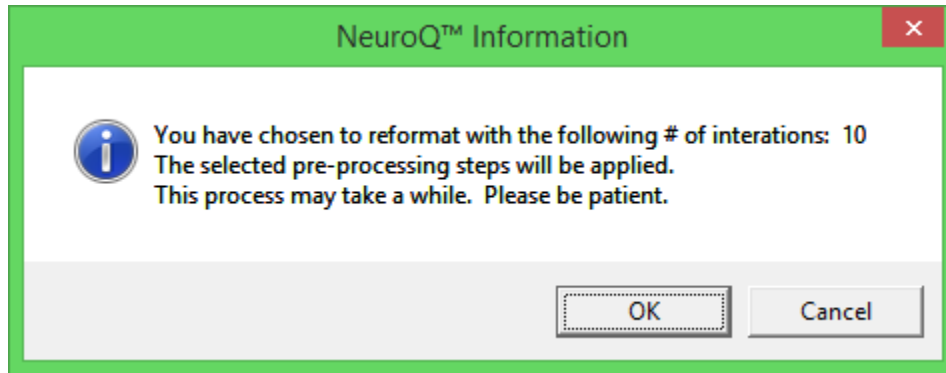 NeuroQ™ Information
You have chosen to reformat with the following # of interations:  10
The selected pre-processing steps will be applied.
This process may take a while.  Please be patient.
OK
Cancel